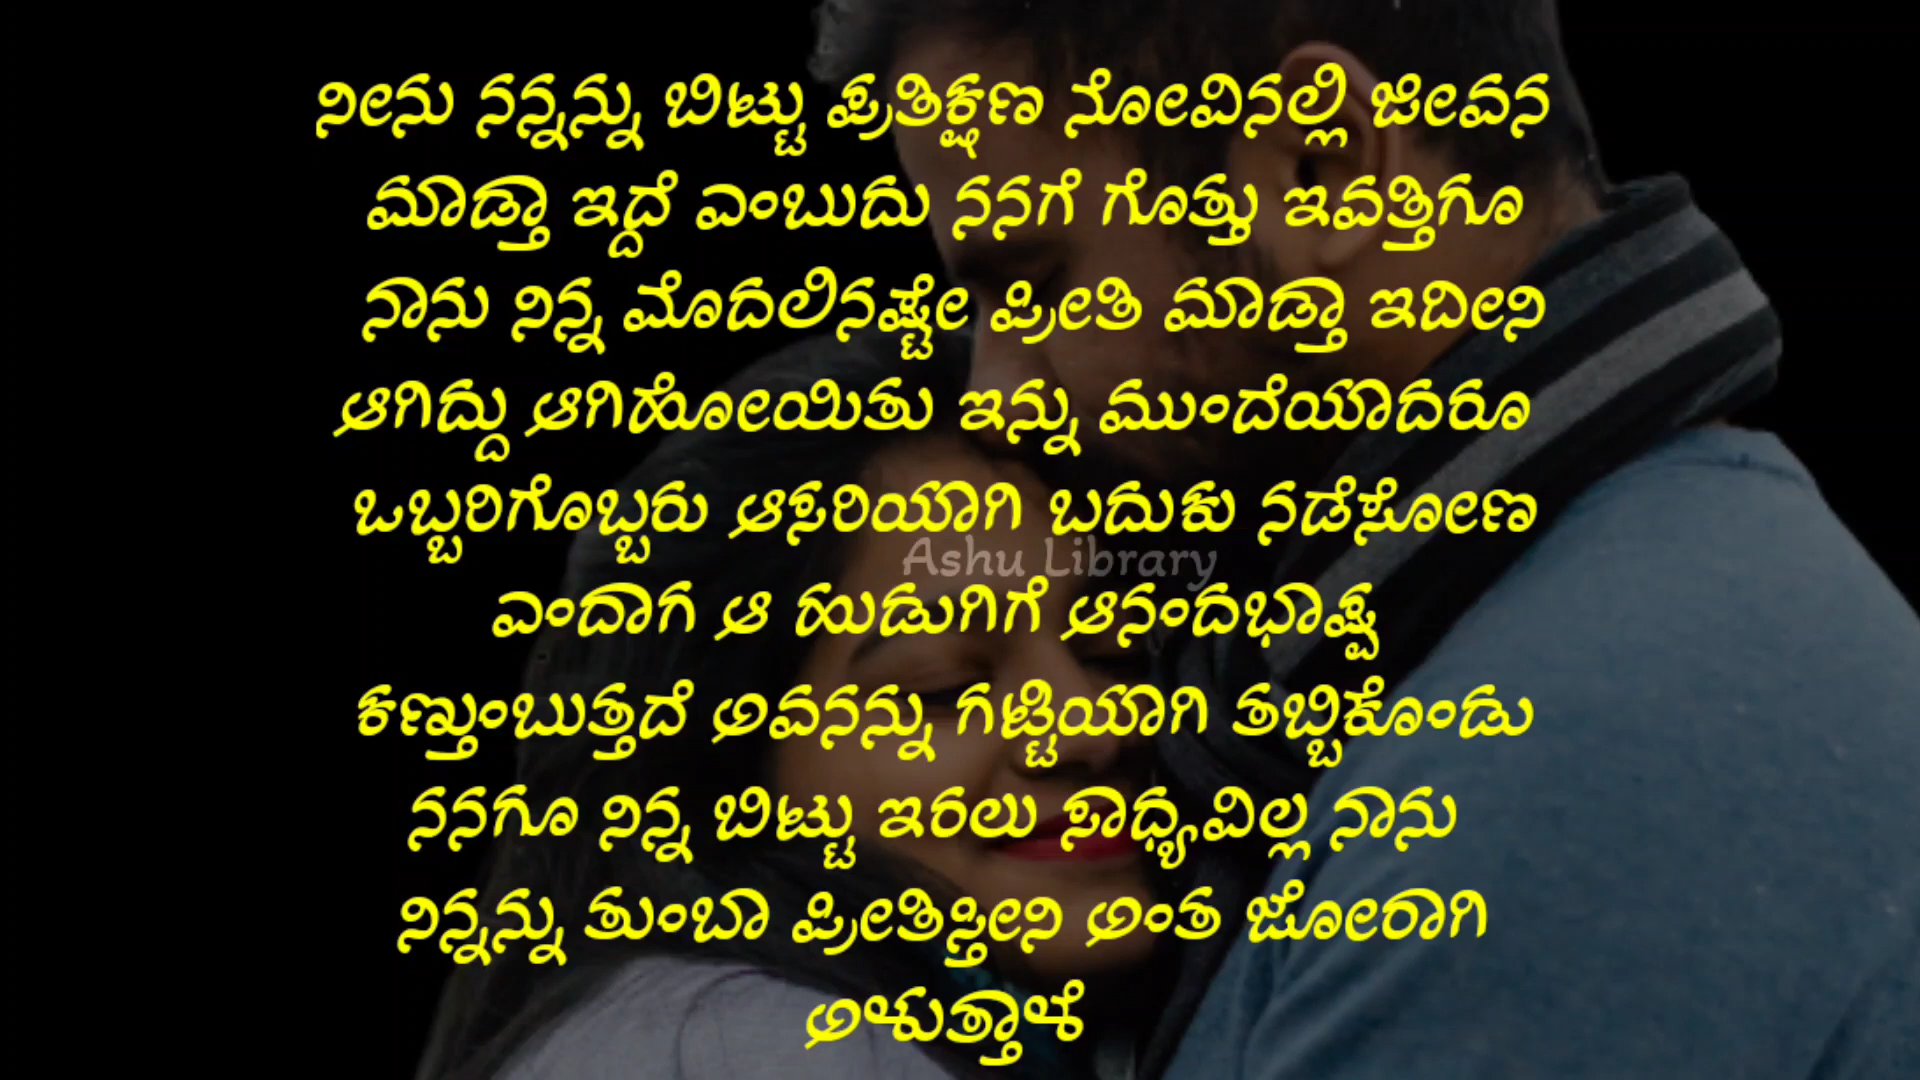 ನೀನು ನನ್ನನ್ನು ಬಿಟ್ಟು ಪ್ರತಿಕ್ಷಣ ನೋವಿನಲ್ಲಿ ಜೀವನ
ಮಾಡ್ತಾ ಇದ್ದೆ ಎಂಬುದು ನನಗೆ ಗೊತ್ತು ಇವತ್ತಿಗೂ
ನಾನು ನಿನ್ನ ಮೊದಲಿನಷ್ಟೇ ಪ್ರೀತಿ ಮಾಡ್ತಾ ಇದೀನಿ
ಆಗಿದ್ದು ಆಗಿಹೋಯಿತು ಇನ್ನು ಮುಂದೆಯಾದರೂ
ಒಬ್ಬರಿಗೊಬ್ಬರು ಆಸರಿಯಾಗಿ ಬದುಕು ನಡೆಸೋಣ
Ashu Library
ಎಂದಾಗ ಆ ಹುಡುಗಿಗೆ ಆನಂದಭಾಷ್ಪ
ಕಣ್ತುಂಬುತ್ತದೆ ಅವನನ್ನು ಗಟ್ಟಿಯಾಗಿ ತಬ್ಬಿಕೊಂಡು
ನನಗೂ ನಿನ್ನ ಬಿಟ್ಟು ಇರಲು ಸಾಧ್ಯವಿಲ್ಲ ನಾನು
ನಿನ್ನನ್ನು ತುಂಬಾ ಪ್ರೀತಿಸ್ತೀನಿ ಅಂತ ಜೋರಾಗಿ
ಅಳುತ್ತಾಳೆ